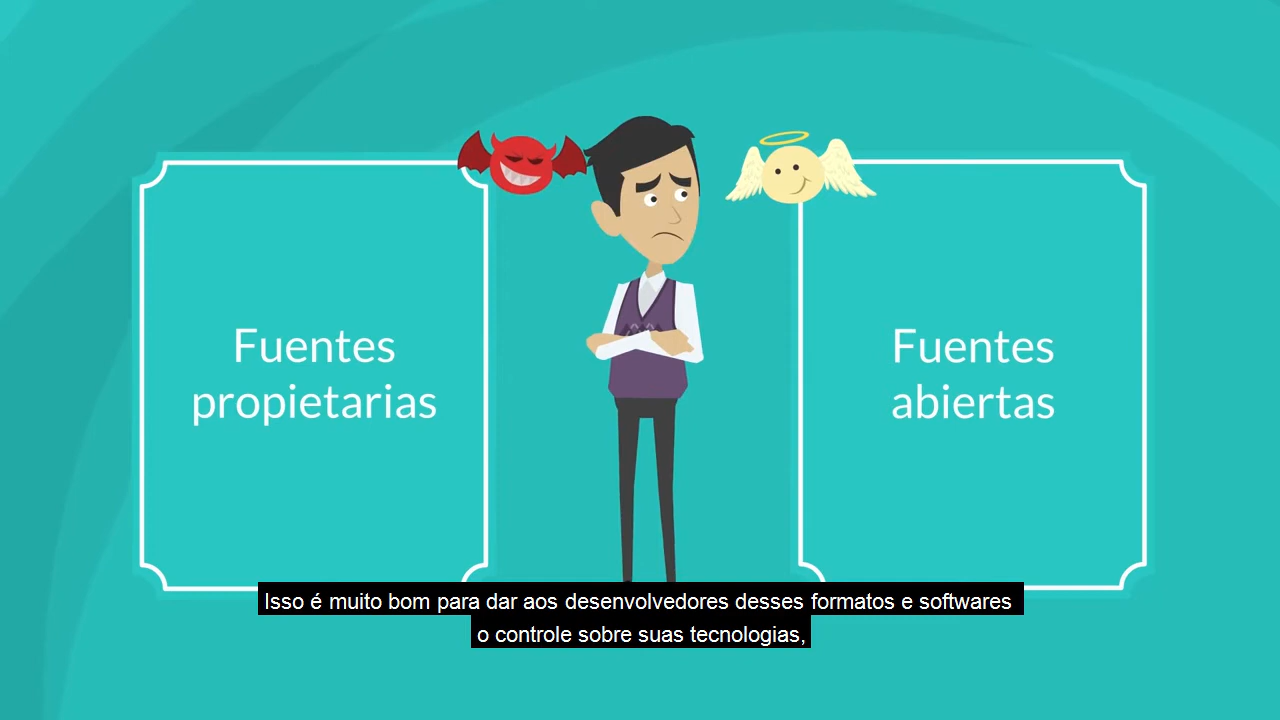 Fuentes
propietarias
Fuentes
abiertas
Isso é muito bom para dar aos desenvolvedores desses formatos e softwares
o controle sobre suas tecnologias,